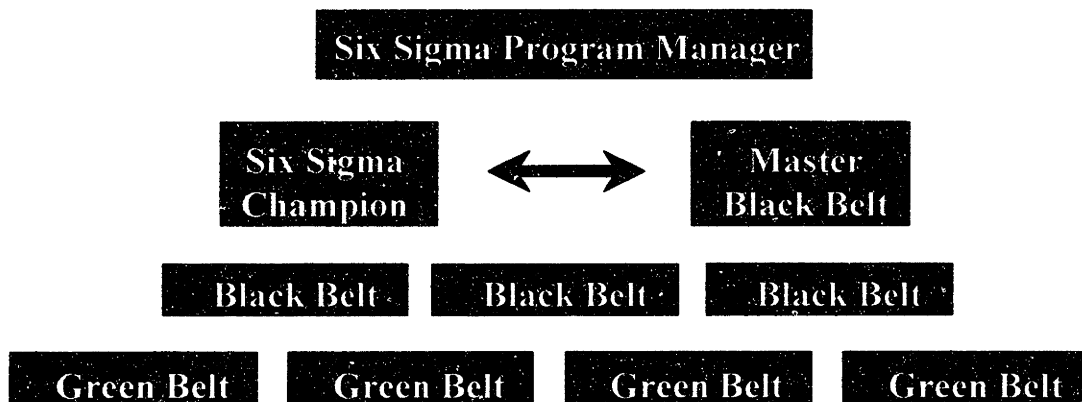 Six Sigma Program Manager
Six Sigma
Champion
Master
Black Belt
Black Belt
Black Belt
Black Belt
Green Belt
Green Belt
Green Belt
Green Belt